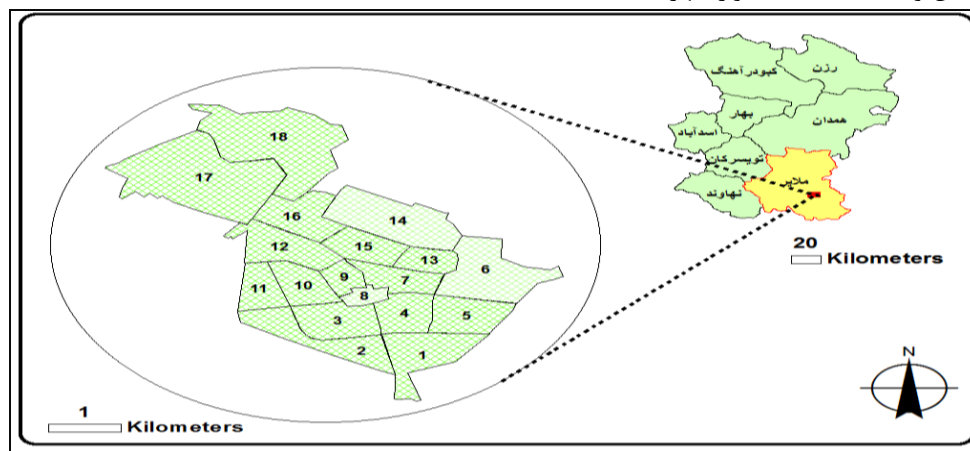 18
17
16
14
15
12
13
6
9
7
11
10
8
3
4
5
2
1
1
Kilometers
رزن
کبودرآهنگ
بهار
همدان
اسدآباد
تویسرکان
ملایر
نهاوند
20
Kilometers
N